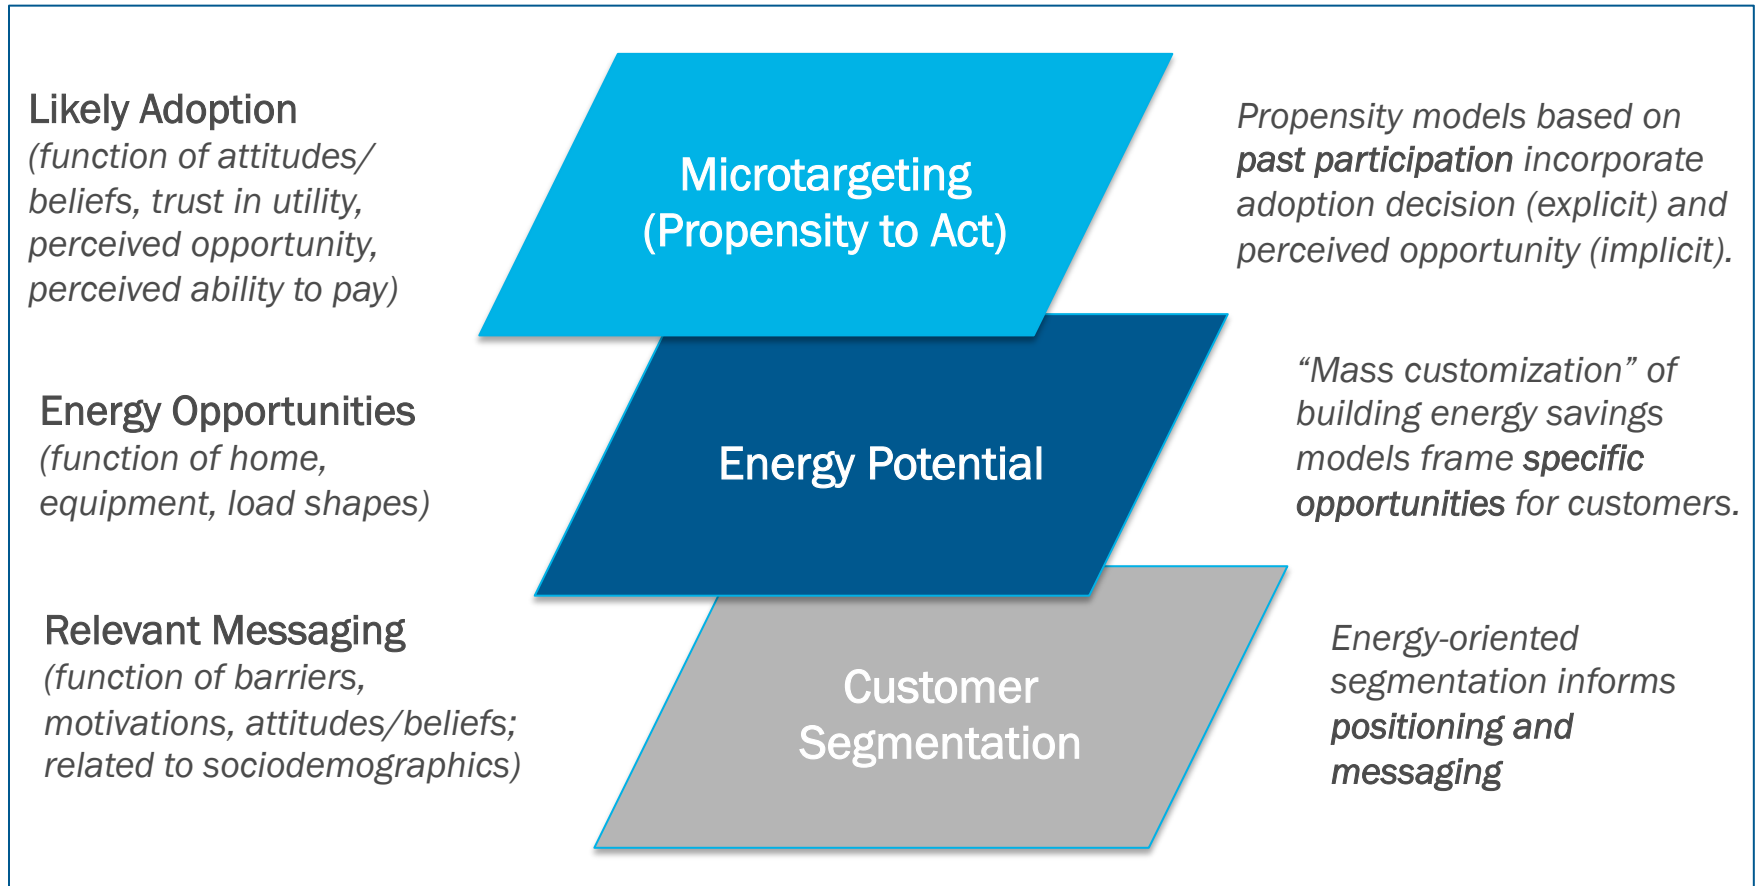 Likely Adoption
(function of attitudes/
beliefs, trust in utility,
perceived opportunity,
perceived ability to pay)
Microtargeting
(Propensity to Act)
Propensity models based on
past participation incorporate
adoption decision (explicit) and
perceived opportunity (implicit).
Energy Opportunities
(function of home,
equipment, load shapes)
Energy Potential
“Mass customization” of
building energy savings
models frame specific
opportunities for customers.
Relevant Messaging
(function of barriers,
motivations, attitudes/beliefs;
related to sociodemographics)
Customer
Segmentation
Energy-oriented
segmentation informs
positioning and
messaging